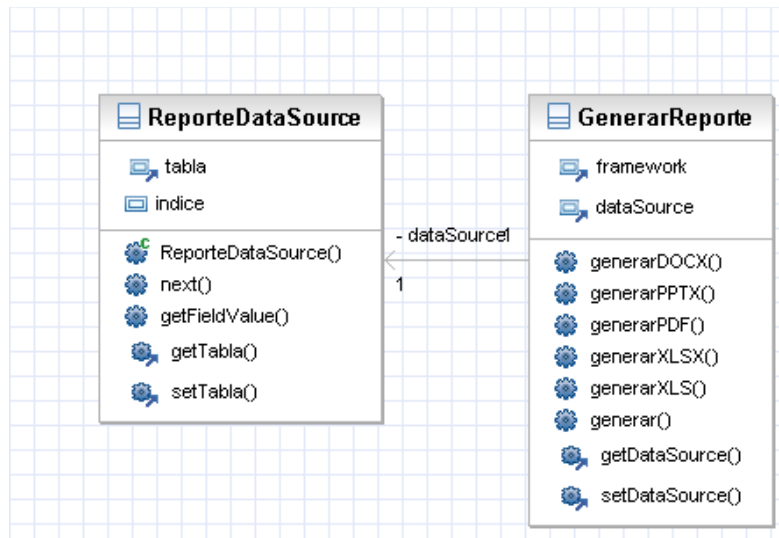 ReporteDataSource
tabla
indice
ReporteDataSource()
next()
getFieldValue()
getTabla()
setTabla()
- dataSource1
1
GenerarReporte
framework
dataSource
generarDOCX()
generarPPTX()
generarPDF()
generarXLSX()
generarXLS()
generar()
getDataSource()
setDataSource()